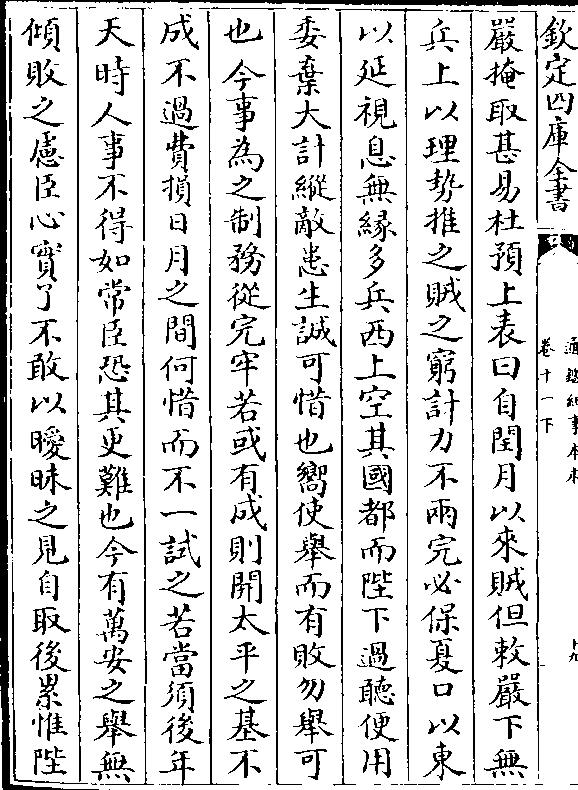 欽定四庫全書
通鑑紀事本末
卷十一下
嚴掩取甚易杜預上表曰自閏月以來賊但敕嚴下無
兵上以理勢推之賊之窮計力不兩完必保夏口以東
以延視息無緣多兵西上空其國都而陛下過聽便用
委棄大計縱敵患生誠可惜也嚮使舉而有敗勿舉可
也今事為之制務從完牢若或有成則開太平之基不
成不過費損日月之間何惜而不一試之若當須後年
天時人事不得如常臣恐其更難也今有萬安之舉無
傾敗之慮臣心實了不敢以曖昧之見自取後累惟陛